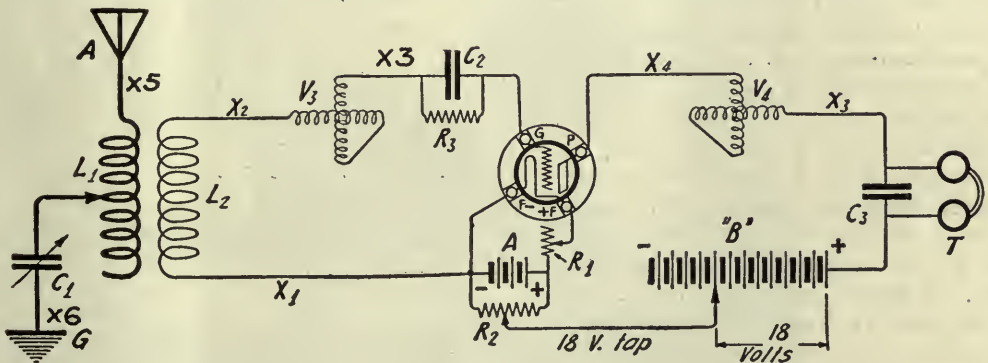 A
X5
L1
C1
X6
G
L2
X2
V3
X3
C2
R3
X1
G
P
F-
+F
A
- +
R1
R2
18 V. tap
X4
V4
X3
C3
T
"B"
- +
18
Volts